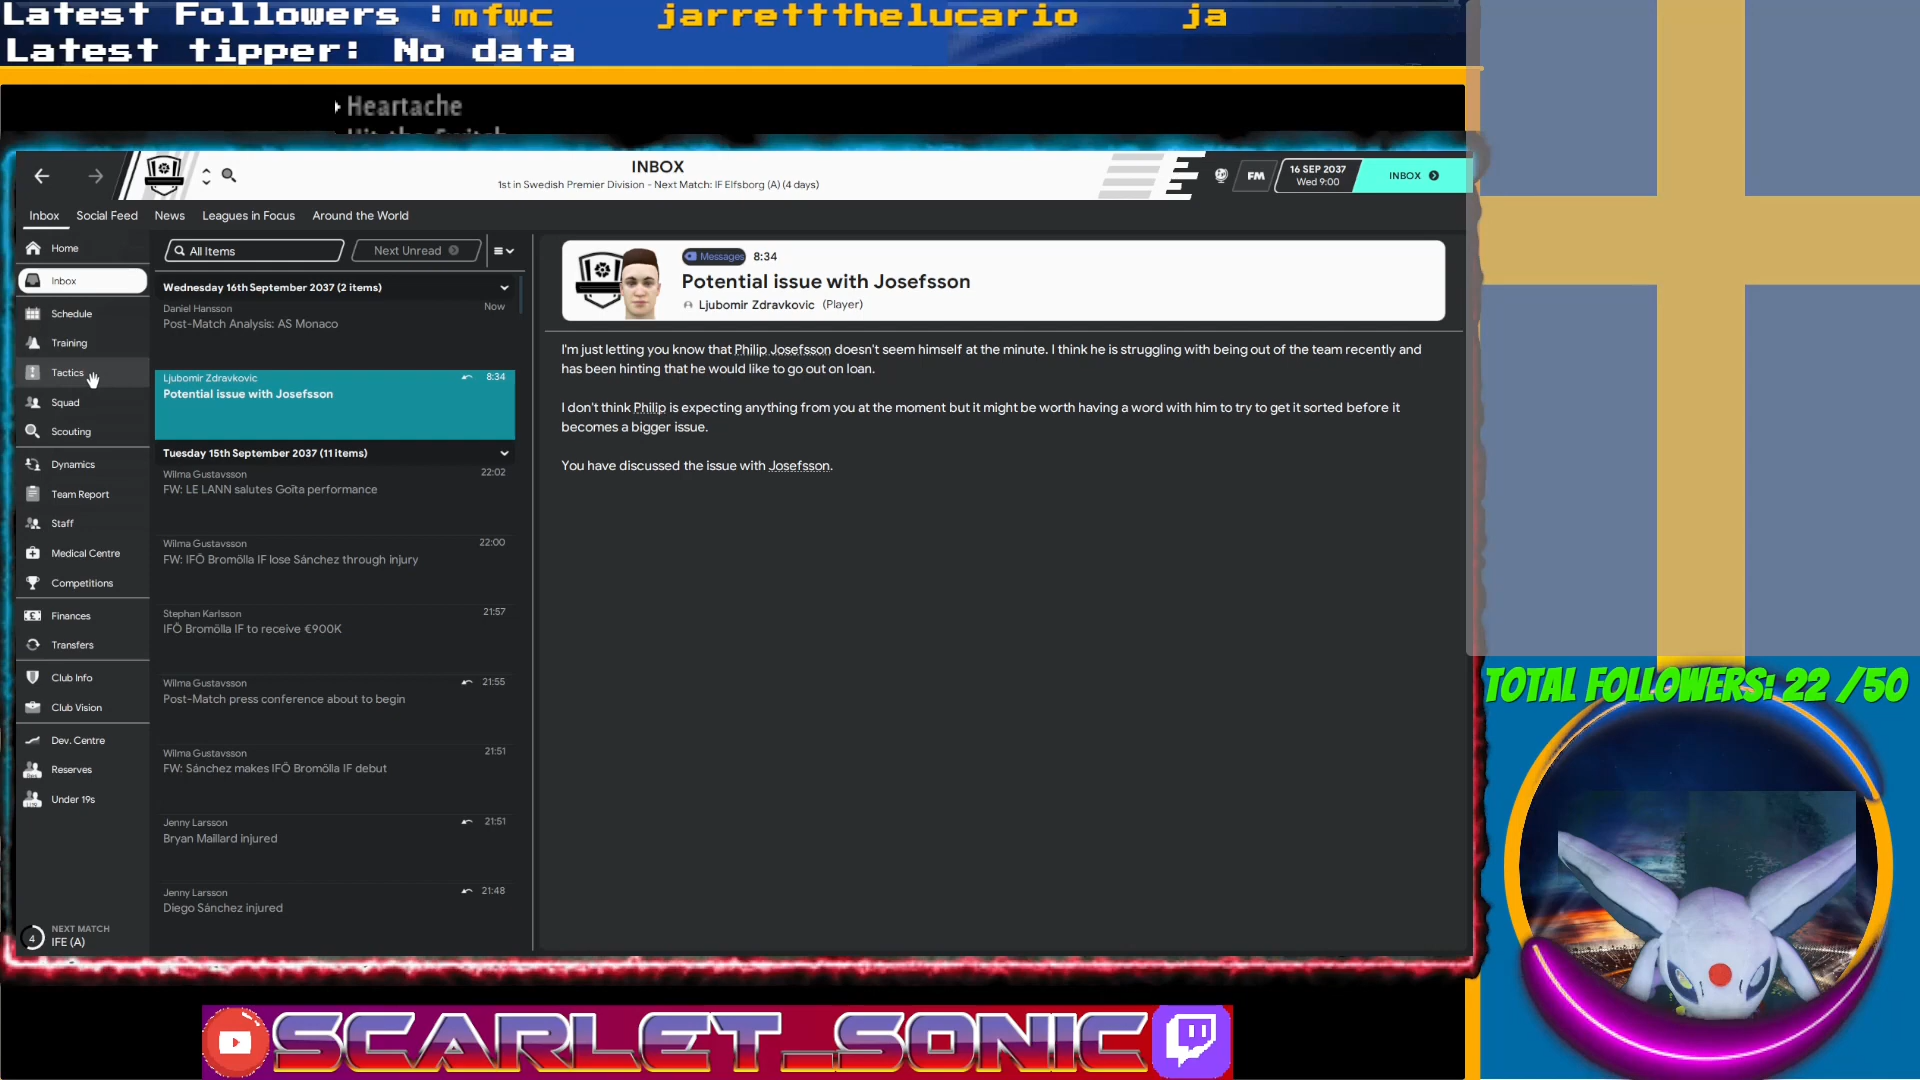 Latest Followers : mfwc jarrettthelucario ja
Latest tipper: No data
Heartache
Hit the Switch
INBOX
1st in Swedish Premier Division - Next Match: IF Elfsborg (A) (4 days)
FM
16 SEP 2037
Wed 9:00
INBOX
Inbox
Social Feed
News
Leagues in Focus
Around the World
Home
Inbox
Schedule
Training
Tactics
Squad
Scouting
Dynamics
Team Report
Staff
Medical Centre
Competitions
Finances
Transfers
Club Info
Club Vision
Dev. Centre
Reserves
Under 19s
4
NEXT MATCH
IFE (A)
All Items
Next Unread
Wednesday 16th September 2037 (2 items)
Daniel Hansson
Now
Post-Match Analysis: AS Monaco
Ljubomir Zdravkovic
8:34
Potential issue with Josefsson
Tuesday 15th September 2037 (11 items)
Wilma Gustavsson
22:02
FW: LE LANN salutes Goïta performance
Wilma Gustavsson
22:00
FW: IFÖ Bromölla IF lose Sánchez through injury
Stephan Karlsson
21:57
IFÖ Bromölla IF to receive €900K
Wilma Gustavsson
21:55
Post-Match press conference about to begin
Wilma Gustavsson
21:51
FW: Sánchez makes IFÖ Bromölla IF debut
Jenny Larsson
21:51
Bryan Maillard injured
Jenny Larsson
21:48
Diego Sánchez injured
Messages 8:34
Potential issue with Josefsson
Ljubomir Zdravkovic (Player)
I'm just letting you know that Philip Josefsson doesn't seem himself at the minute. I think he is struggling with being out of the team recently and
has been hinting that he would like to go out on loan.
I don't think Philip is expecting anything from you at the moment but it might be worth having a word with him to try to get it sorted before it
becomes a bigger issue.
You have discussed the issue with Josefsson.
TOTAL FOLLOWERS: 22 /50
SCARLET_SONIC